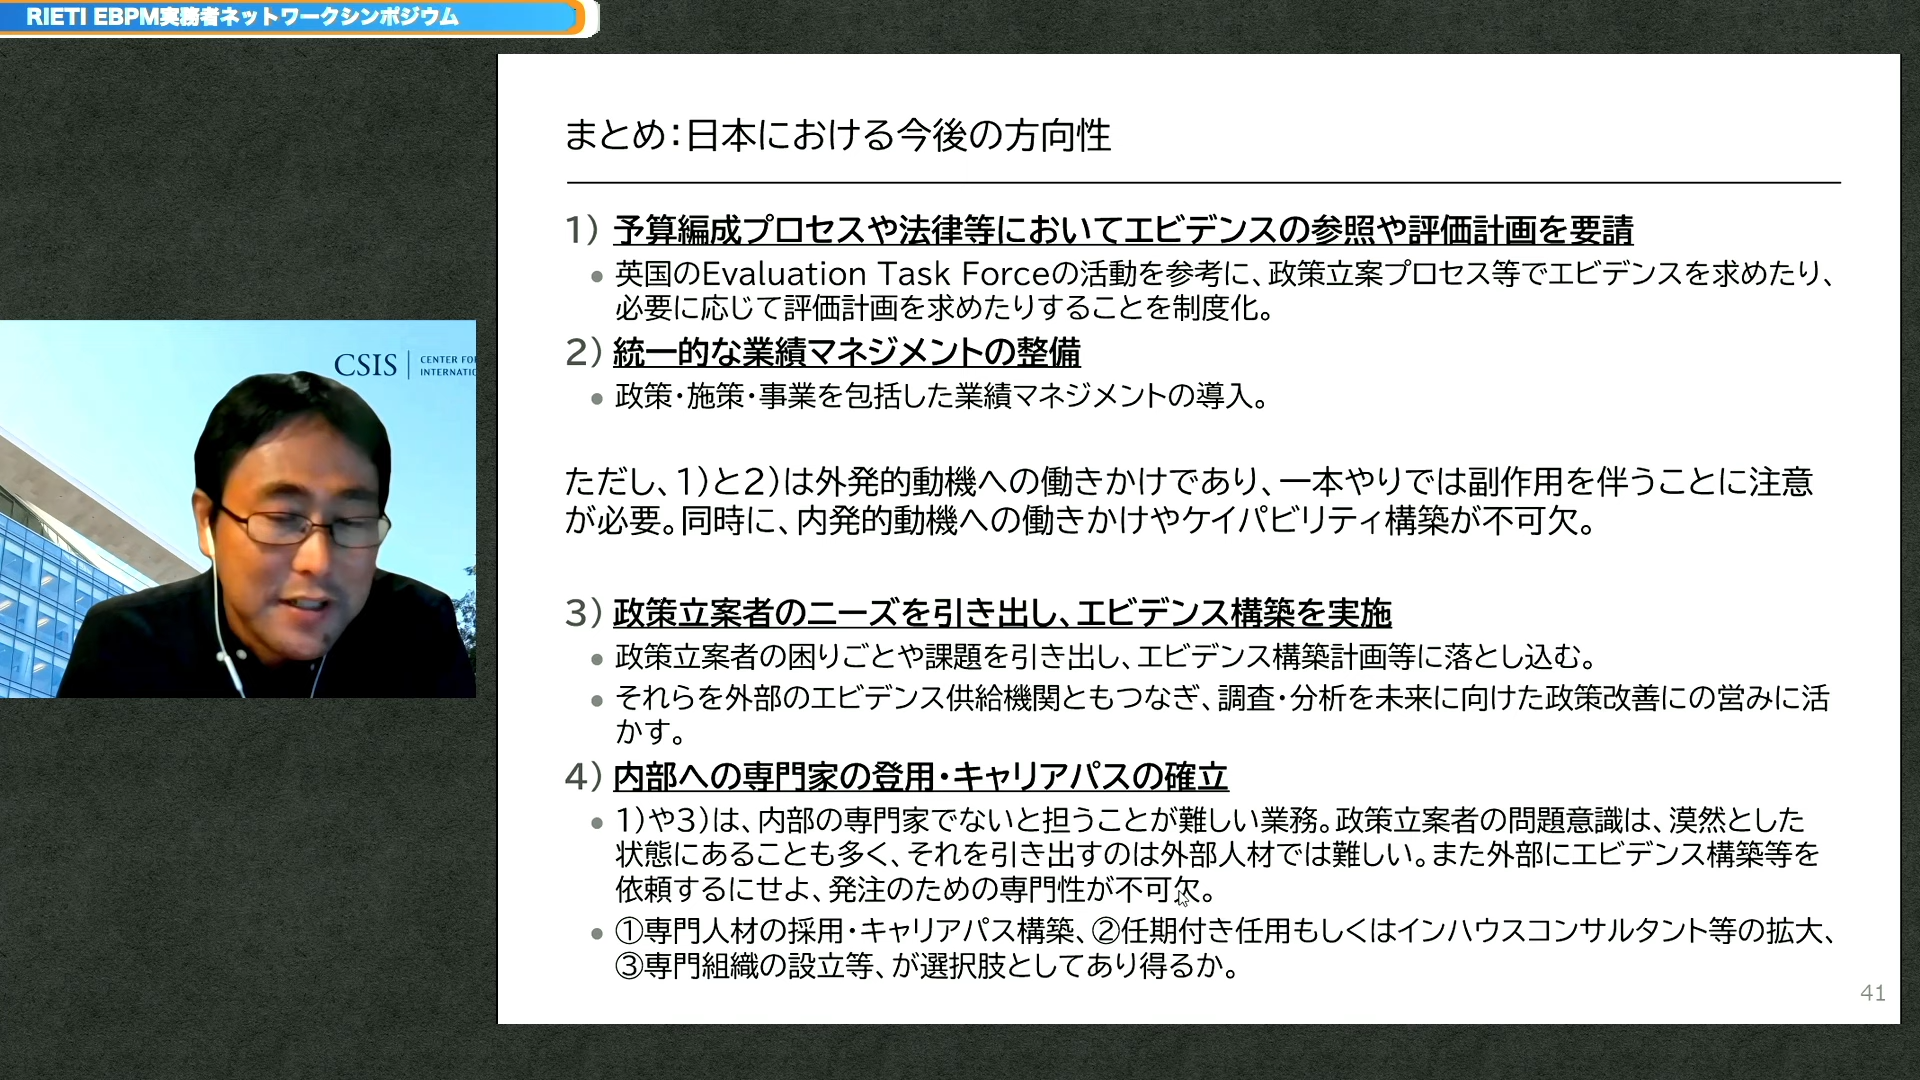 RIETI EBPM実務者ネットワークシンポジウム
CSIS
CENTER FO
INTERNATIO
まとめ：日本における今後の方向性
1） 予算編成プロセスや法律等においてエビデンスの参照や評価計画を要請
● 英国のEvaluation Task Forceの活動を参考に、政策立案プロセス等でエビデンスを求めたり、
必要に応じて評価計画を求めたりすることを制度化。
2） 統一的な業績マネジメントの整備
● 政策・施策・事業を包括した業績マネジメントの導入。
ただし、1）と2）は外発的動機への働きかけであり、一本やりでは副作用を伴うことに注意
が必要。同時に、内発的動機への働きかけやケイパビリティ構築が不可欠。
3） 政策立案者のニーズを引き出し、エビデンス構築を実施
● 政策立案者の困りごとや課題を引き出し、エビデンス構築計画等に落とし込む。
● それらを外部のエビデンス供給機関ともつなぎ、調査・分析を未来に向けた政策改善にの営みに活
かす。
4） 内部への専門家の登用・キャリアパスの確立
● 1）や3）は、内部の専門家でないと担うことが難しい業務。政策立案者の問題意識は、漠然とした
状態にあることも多く、それを引き出すのは外部人材では難しい。また外部にエビデンス構築等を
依頼するにせよ、発注のための専門性が不可欠。
● ①専門人材の採用・キャリアパス構築、②任期付き任用もしくはインハウスコンサルタント等の拡大、
③専門組織の設立等、が選択肢としてあり得るか。
41